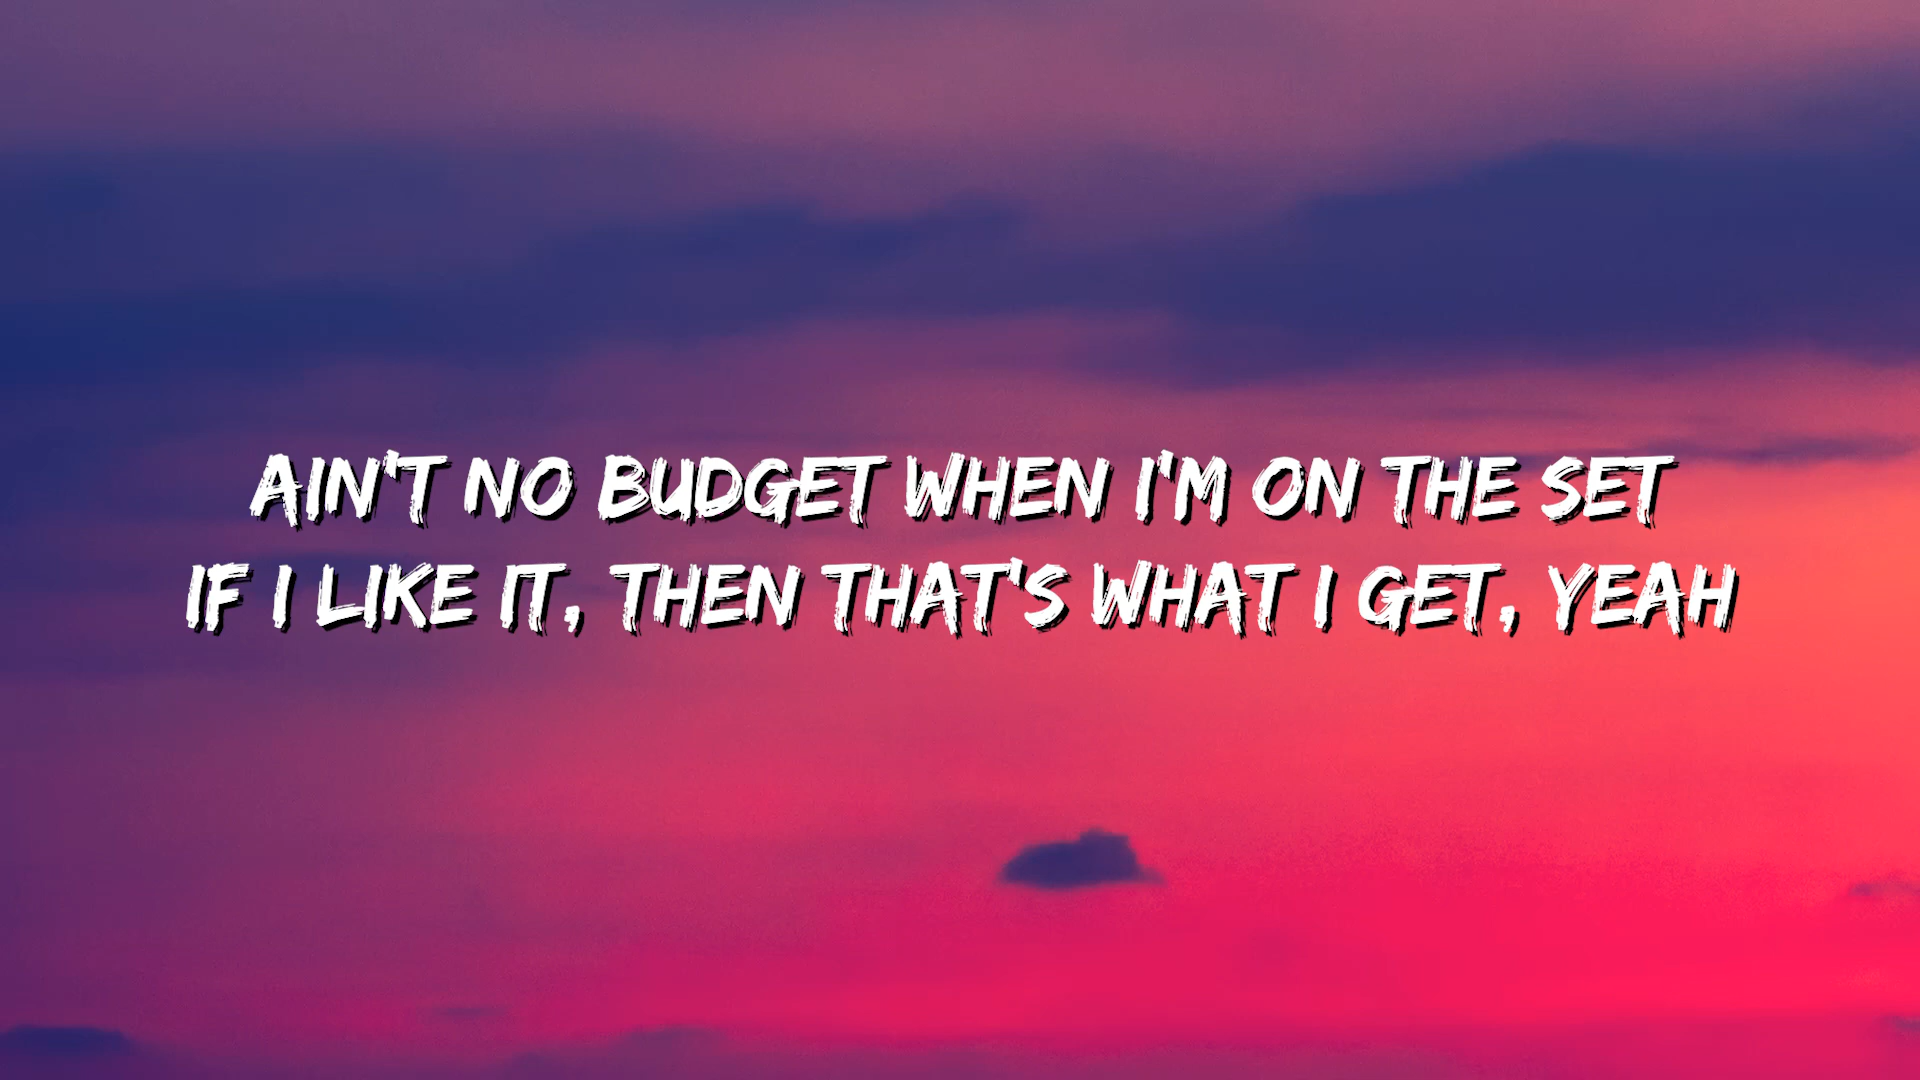 AIN'T NO BUDGET WHEN I'M ON THE SET
IF I LIKE IT, THEN THAT'S WHAT I GET, YEAH